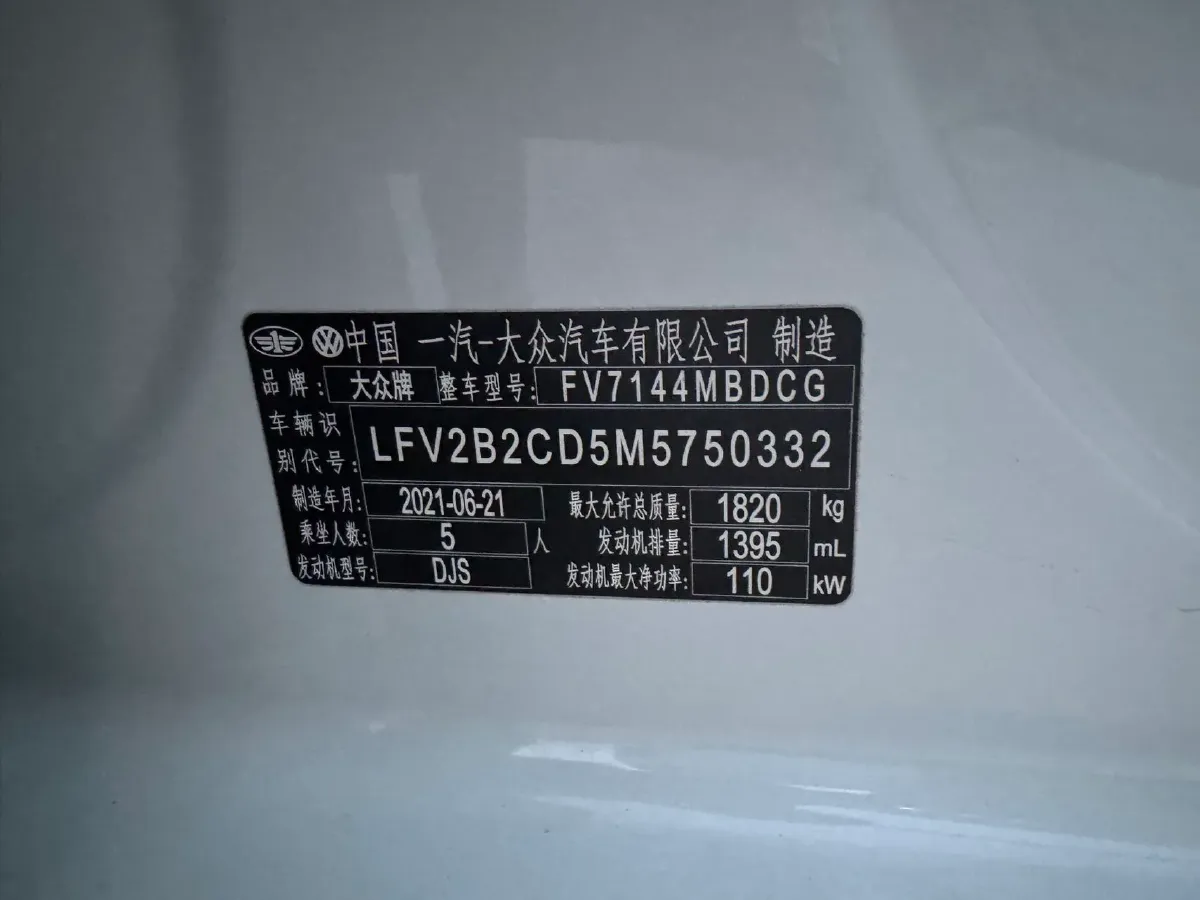 中国 一汽-大众汽车有限公司 制造
品牌: 大众牌 整车型号: FV7144MBDCG
车辆识别代号: LFV2B2CD5M5750332
制造年月: 2021-06-21 最大允许总质量: 1820 kg
乘坐人数: 5 人 发动机排量: 1395 mL
发动机型号: DJS 发动机最大净功率: 110 kW